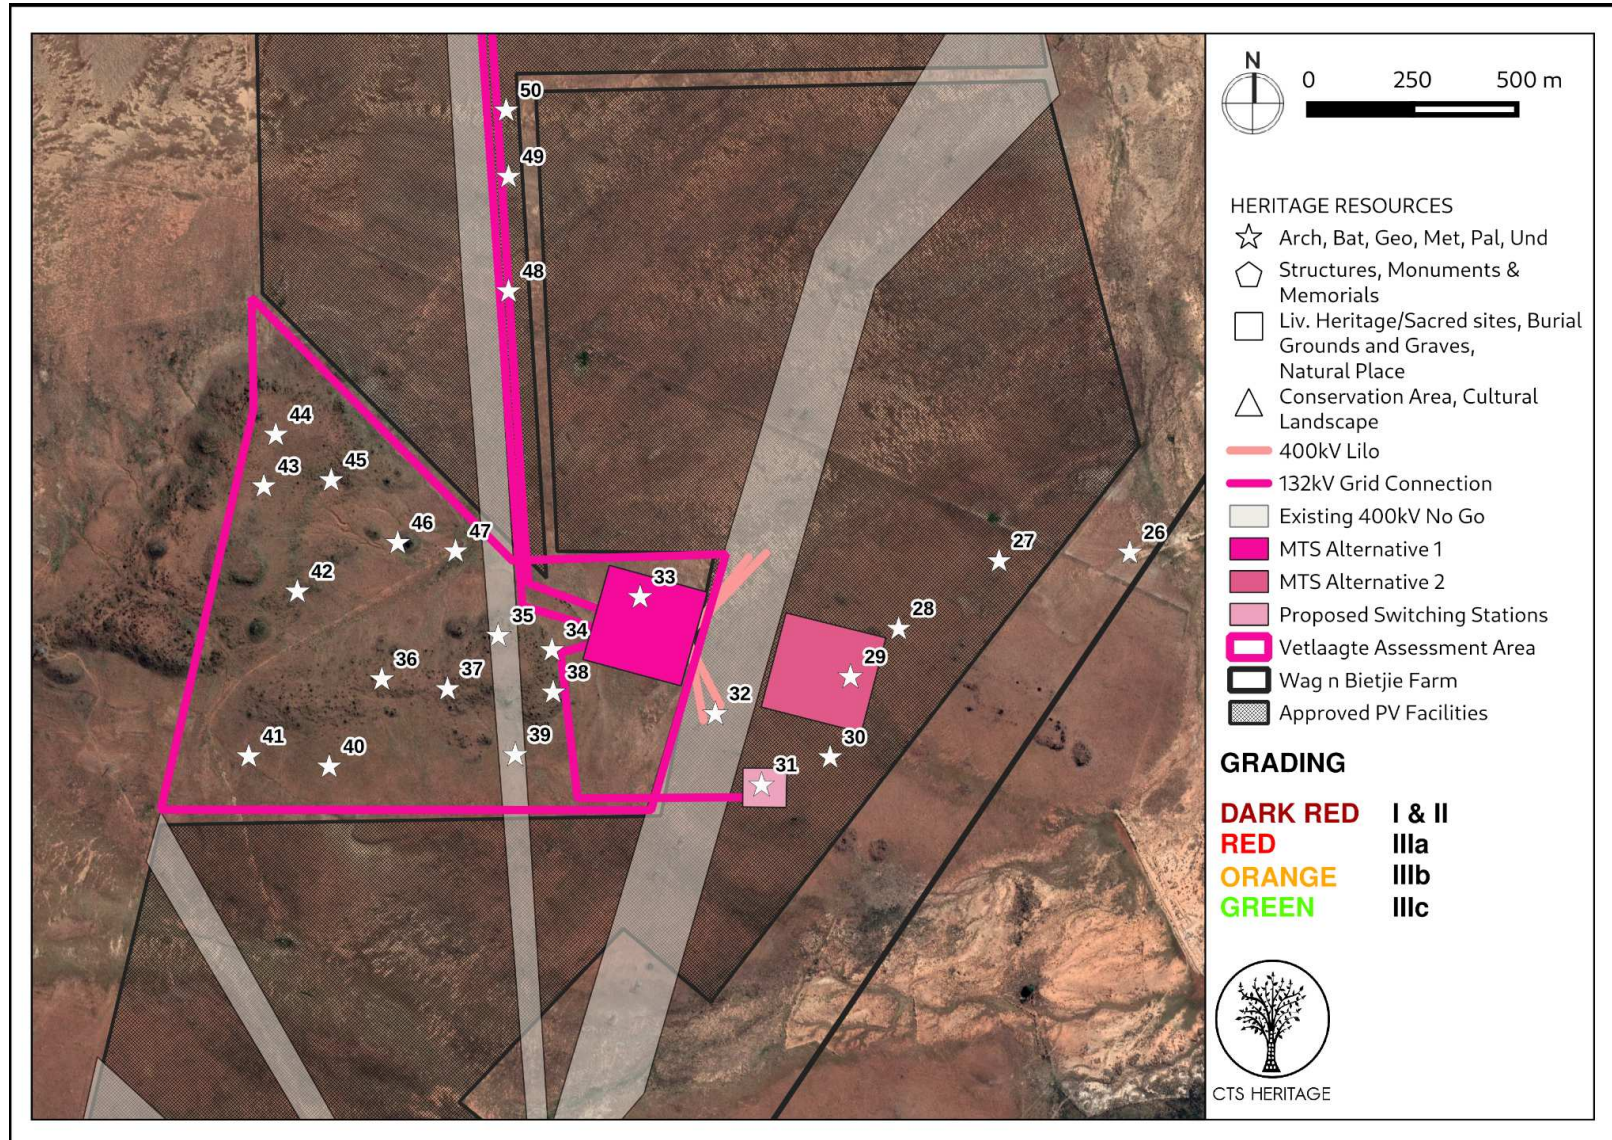 50
49
48
44
43
45
46
47
42
33
35
34
36
37
38
39
41
40
32
31
30
29
28
27
26
N
0 250 500 m
HERITAGE RESOURCES
Arch, Bat, Geo, Met, Pal, Und
Structures, Monuments &
Memorials
Liv. Heritage/Sacred sites, Burial
Grounds and Graves,
Natural Place
Conservation Area, Cultural
Landscape
400kV Lilo
132kV Grid Connection
Existing 400kV No Go
MTS Alternative 1
MTS Alternative 2
Proposed Switching Stations
Vetlaagte Assessment Area
Wag n Bietjie Farm
Approved PV Facilities
GRADING
DARK RED I & II
RED IIIa
ORANGE IIIb
GREEN IIIc
CTS HERITAGE